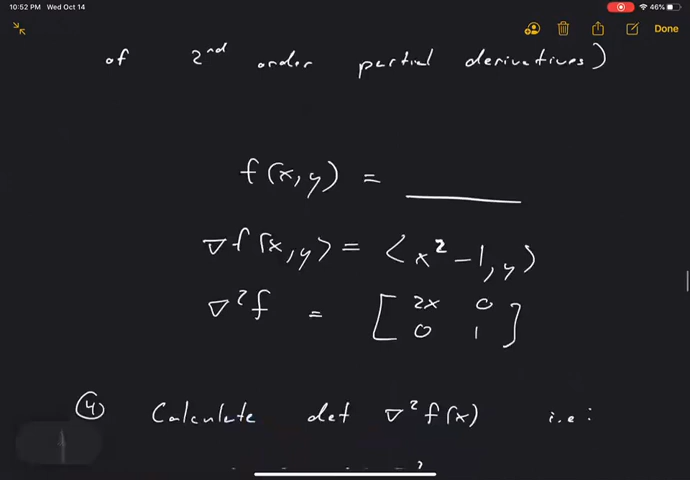 10:52 PM Wed Oct 14 46%
Done
of 2nd order partial derivatives)
f(x,y) = ______
∇f(x,y) = ⟨x²-1, y⟩
∇²f = [2x 0
0 1]
④ Calculate det ∇²f(x) i.e: